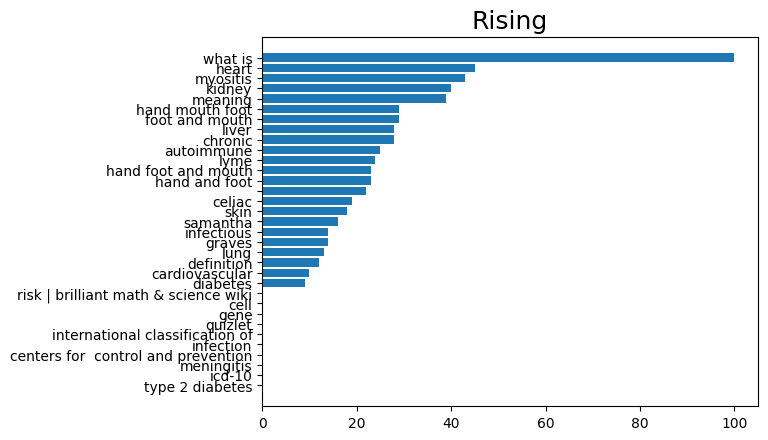 Rising
what is
heart
myositis
kidney
meaning
hand mouth foot
foot and mouth
liver
chronic
autoimmune
lyme
hand foot and mouth
hand and foot
celiac
skin
samantha
infectious
graves
lung
definition
cardiovascular
diabetes
risk | brilliant math & science wiki
cell
gene
quizlet
international classification of
infection
centers for  control and prevention
meningitis
icd-10
type 2 diabetes
0 20 40 60 80 100